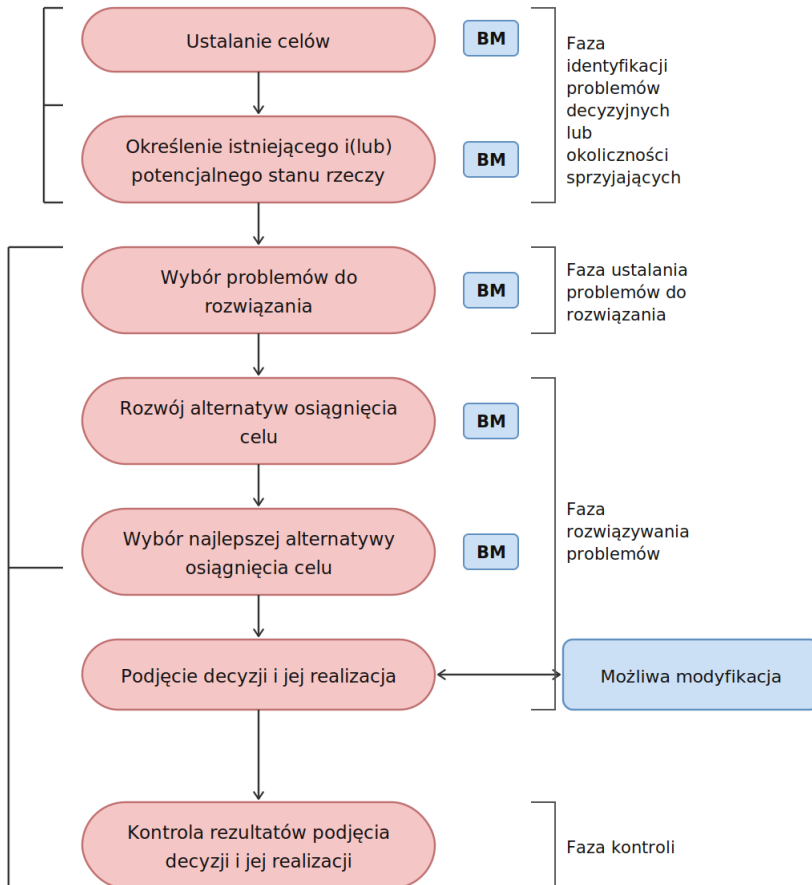 Ustalanie celów
BM
Faza
identyfikacji
problemów
decyzyjnych
lub
okoliczności
sprzyjających
Określenie istniejącego i(lub)
potencjalnego stanu rzeczy
BM
Wybór problemów do
rozwiązania
BM
Faza ustalania
problemów do
rozwiązania
Rozwój alternatyw osiągnięcia
celu
BM
Wybór najlepszej alternatywy
osiągnięcia celu
BM
Faza
rozwiązywania
problemów
Podjęcie decyzji i jej realizacja
Możliwa modyfikacja
Kontrola rezultatów podjęcia
decyzji i jej realizacji
Faza kontroli